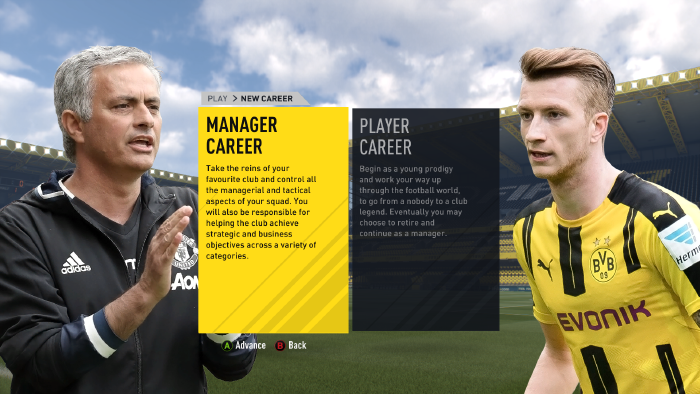 PLAY > NEW CAREER
MANAGER
CAREER
Take the reins of your
favourite club and control all
the managerial and tactical
aspects of your squad. You
will also be responsible for
helping the club achieve
strategic and business
objectives across a variety of
categories.
PLAYER
CAREER
Begin as a young prodigy
and work your way up
through the football world,
to go from a nobody to a club
legend. Eventually you may
choose to retire and
continue as a manager.
A Advance B Back
adidas
BVB
09
EVONIK